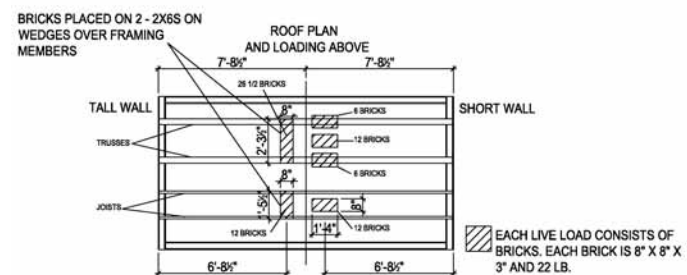 BRICKS PLACED ON 2 - 2X6S ON
WEDGES OVER FRAMING
MEMBERS
ROOF PLAN
AND LOADING ABOVE
7'-8½"
7'-8½"
26 1/2 BRICKS
TALL WALL
8"
6 BRICKS
SHORT WALL
TRUSSES
2'-3½"
12 BRICKS
8"
6 BRICKS
JOISTS
1'-5½"
8"
12 BRICKS
1'-4"
12 BRICKS
EACH LIVE LOAD CONSISTS OF
BRICKS. EACH BRICK IS 8" X 8" X
3" AND 22 LB.
6'-8½"
6'-8½"